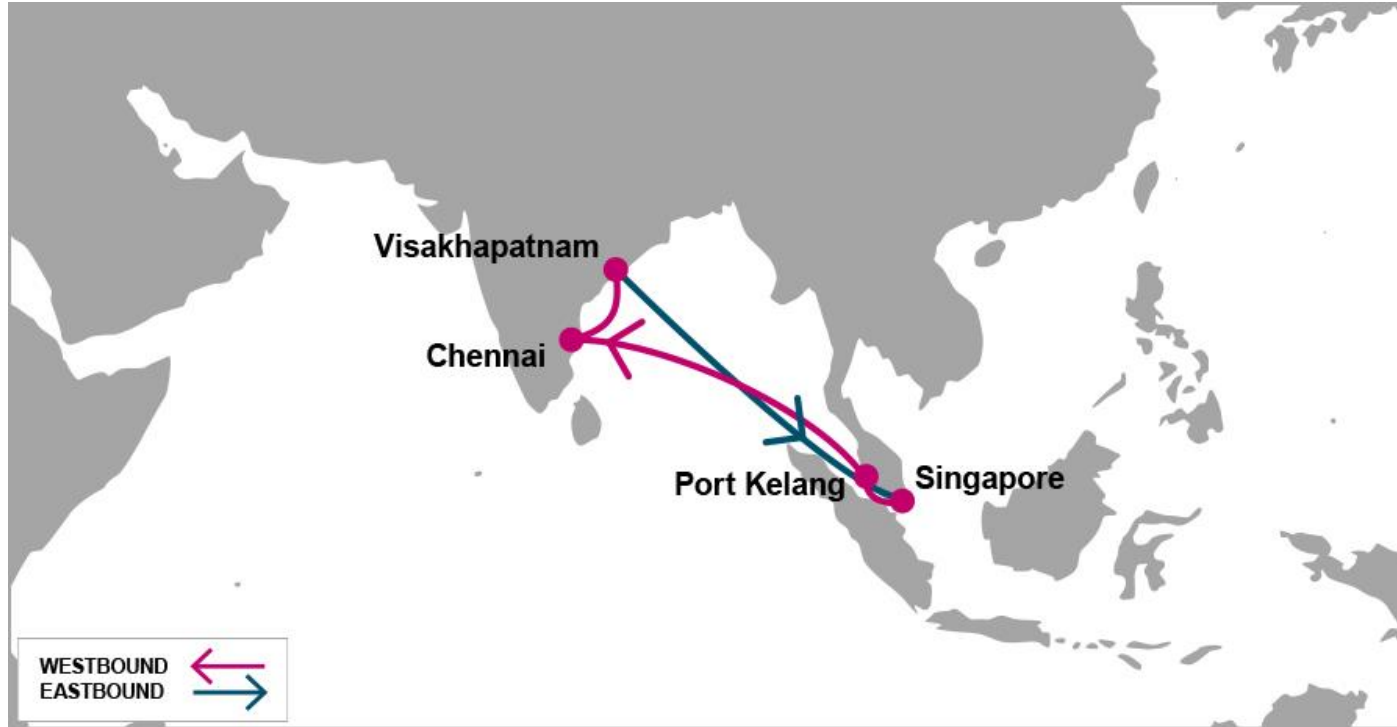 Visakhapatnam
Chennai
Port Kelang
Singapore
WESTBOUND
EASTBOUND